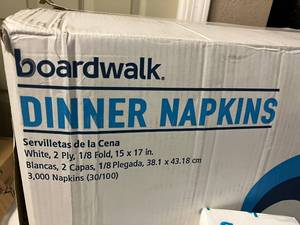 boardwalk.
DINNER NAPKINS
Servilletas de la Cena
White, 2 Ply, 1/8 Fold, 15 x 17 in.
Blancas, 2 Capas, 1/8 Plegada, 38.1 x 43.18 cm
3,000 Napkins (30/100)